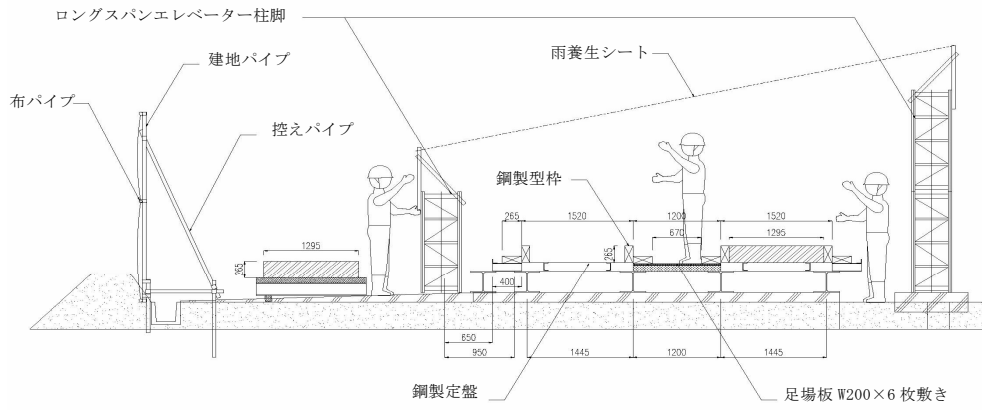 ロングスパンエレベーター柱脚
建地パイプ
雨養生シート
布パイプ
控えパイプ
鋼製型枠
265
1520
1200
1520
1295
670
1295
265
265
400
650
950
1445
1200
1445
鋼製定盤
足場板 W200×6 枚敷き